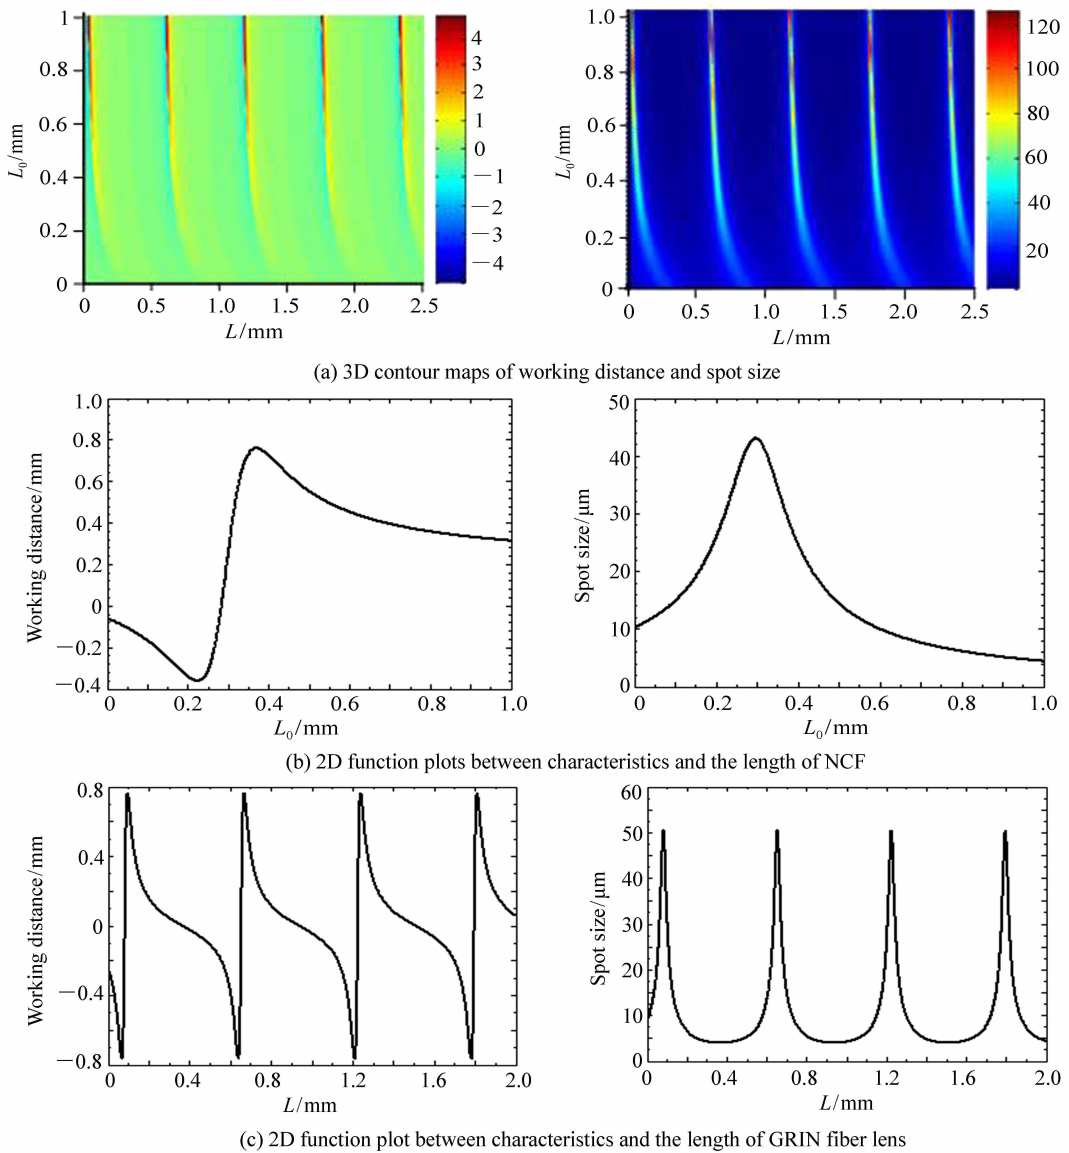 1
0.8
0.6
0.4
0.2
0
L₀/mm
0 0.5 1.0 1.5 2.0 2.5
L/mm
4
3
2
1
0
—1
—2
—3
—4
1.0
0.8
0.6
0.4
0.2
0
L₀/mm
0 0.5 1.0 1.5 2.0 2.5
L/mm
120
100
80
60
40
20
(a) 3D contour maps of working distance and spot size
1.0
0.8
0.6
0.4
0.2
0
—0.2
—0.4
Working distance/mm
0 0.2 0.4 0.6 0.8 1.0
L₀/mm
50
40
30
20
10
0
Spot size/μm
0 0.2 0.4 0.6 0.8 1.0
L₀/mm
(b) 2D function plots between characteristics and the length of NCF
0.8
0.4
0
—0.4
—0.8
Working distance/mm
0 0.4 0.8 1.2 1.6 2.0
L/mm
60
50
40
30
20
10
0
Spot size/μm
0 0.4 0.8 1.2 1.6 2.0
L/mm
(c) 2D function plot between characteristics and the length of GRIN fiber lens